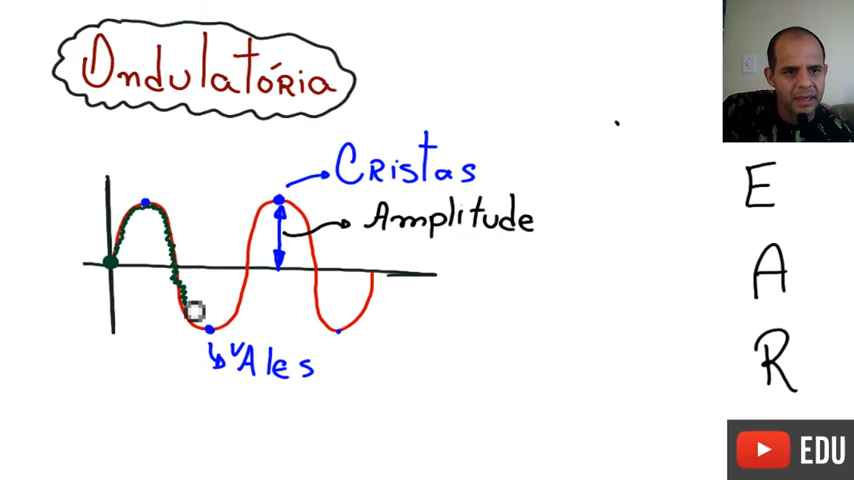 Ondulatória
Cristas
Amplitude
Vales
E
A
R
EDU